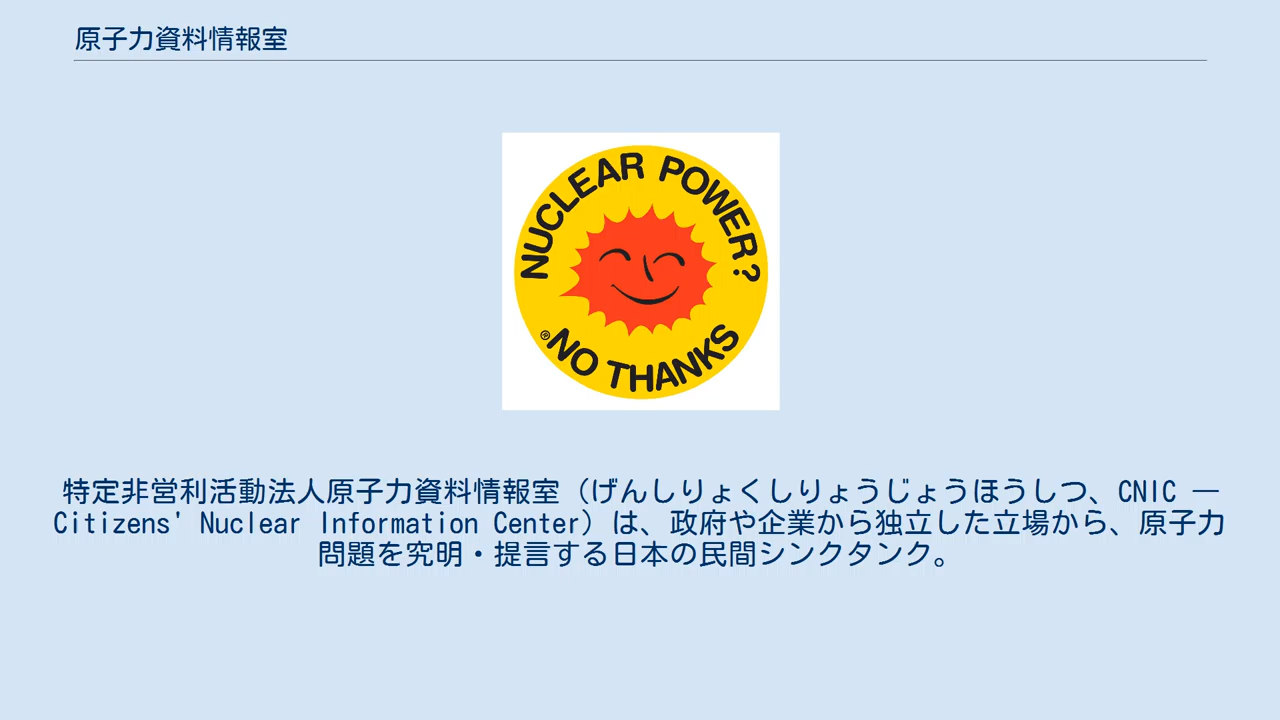 原子力資料情報室
NUCLEAR POWER?
®NO THANKS
特定非営利活動法人原子力資料情報室（げんしりょくしりょうじょうほうしつ、CNIC ―
Citizens' Nuclear Information Center）は、政府や企業から独立した立場から、原子力
問題を究明・提言する日本の民間シンクタンク。